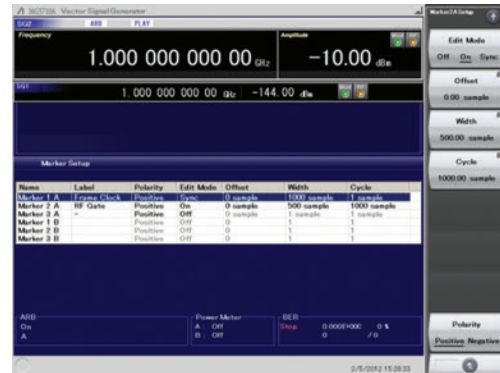 MG3710A Vector Signal Generator
Marker2 A Setup
SG2 ARB PLAY
Frequency
Amplitude
1.000 000 000 00 GHz
-10.00 dBm
SG1
1. 000 000 000 00 GHz -144. 00 dBm
Marker Setup
Name Label Polarity Edit Mode Offset Width Cycle
Marker 1 A Frame Clock Positive Sync 0 sample 1000 sample 1 sample
Marker 2 A RF Gate Positive On 0 sample 500 sample 1000 sample
Marker 3 A - Positive Off 0 sample 1 sample 1 sample
Marker 1 B Positive Off 0 1 1
Marker 2 B Positive Off 0 1 1
Marker 3 B Positive Off 0 1 1
ARB
On
A
Power Meter
A : Off
B : Off
BER
Stop 0.000E+000 0 %
0 / 0
2/5/2012 15:28:33
Edit Mode
Off On Sync
Offset
0.00 sample
Width
500.00 sample
Cycle
1000.00 sample
Polarity
Positive Negative